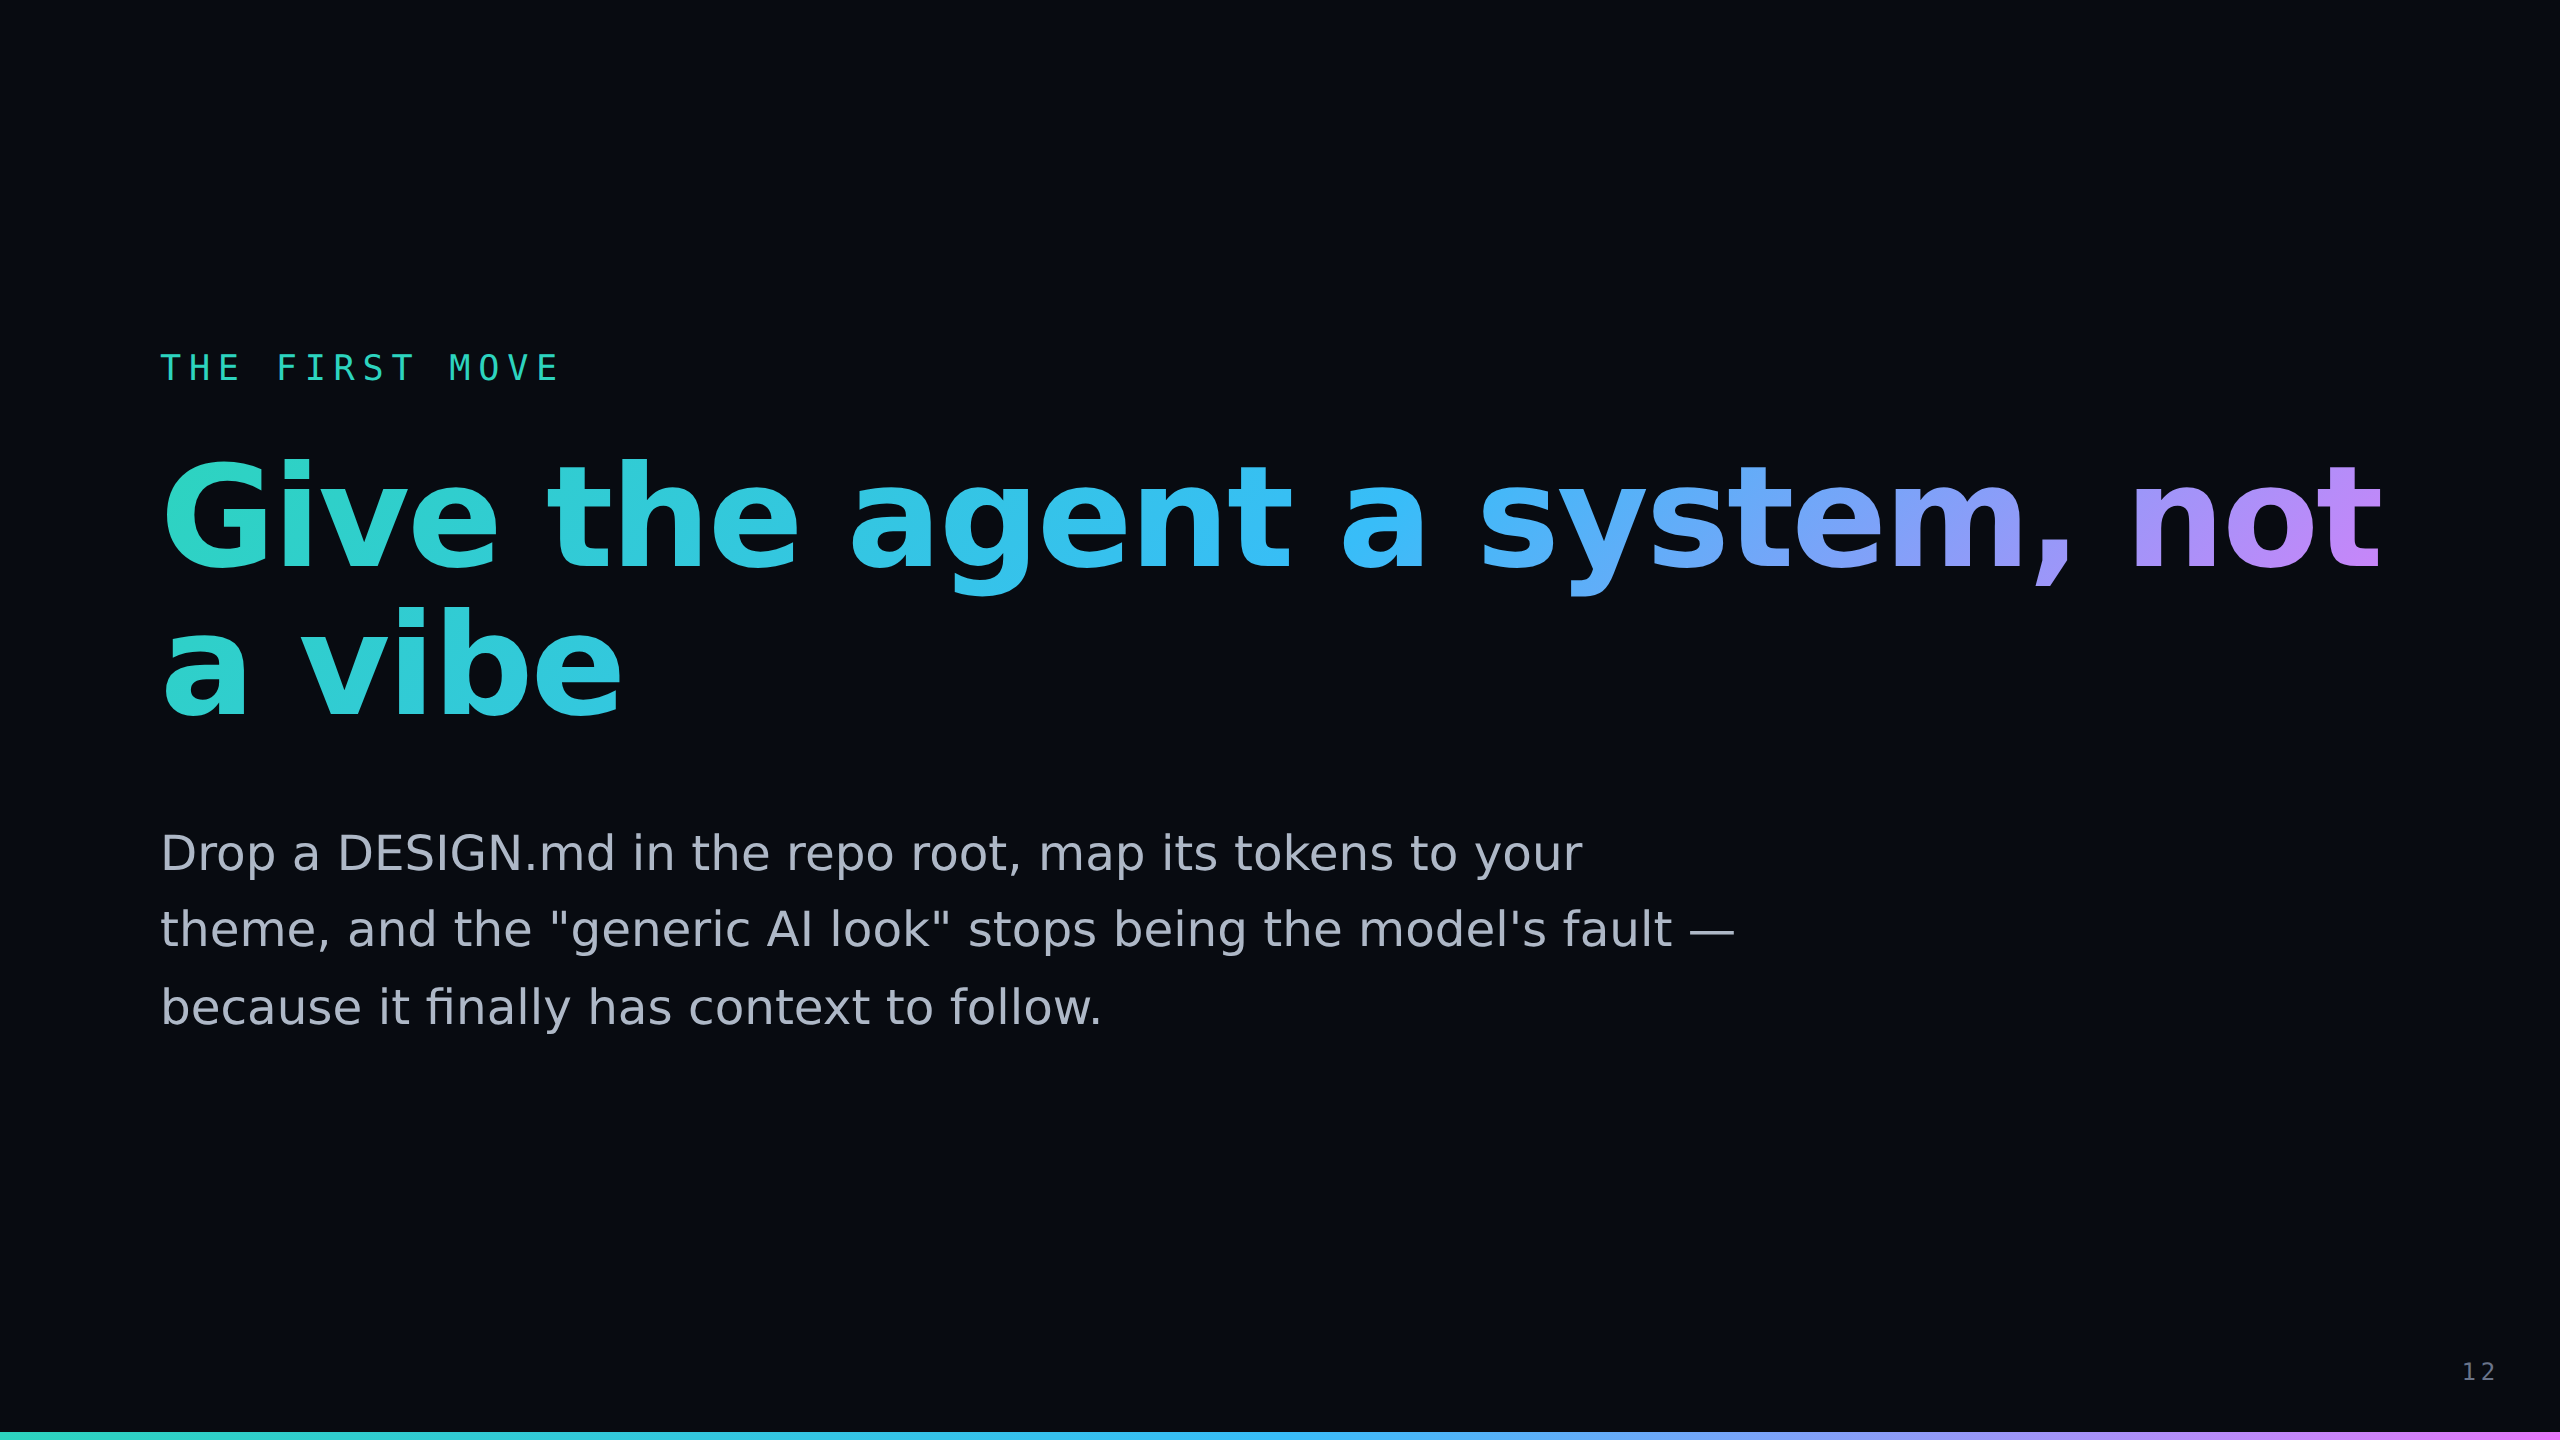 THE FIRST MOVE
Give the agent a system, not
a vibe
Drop a DESIGN.md in the repo root, map its tokens to your
theme, and the "generic AI look" stops being the model's fault —
because it finally has context to follow.
12